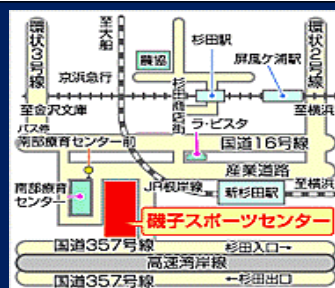 至大船
環状3号線
環状2号線
農協
杉田駅
屏風ケ浦駅
京浜急行
杉田商店街
至金沢文庫
至横浜
バス停
南部療育センター前
ラ・ビスタ
国道16号線
産業道路
南部療育
センター
JR根岸線
新杉田駅
至横浜
磯子スポーツセンター
国道357号線
杉田入口→
高速湾岸線
国道357号線
←杉田出口